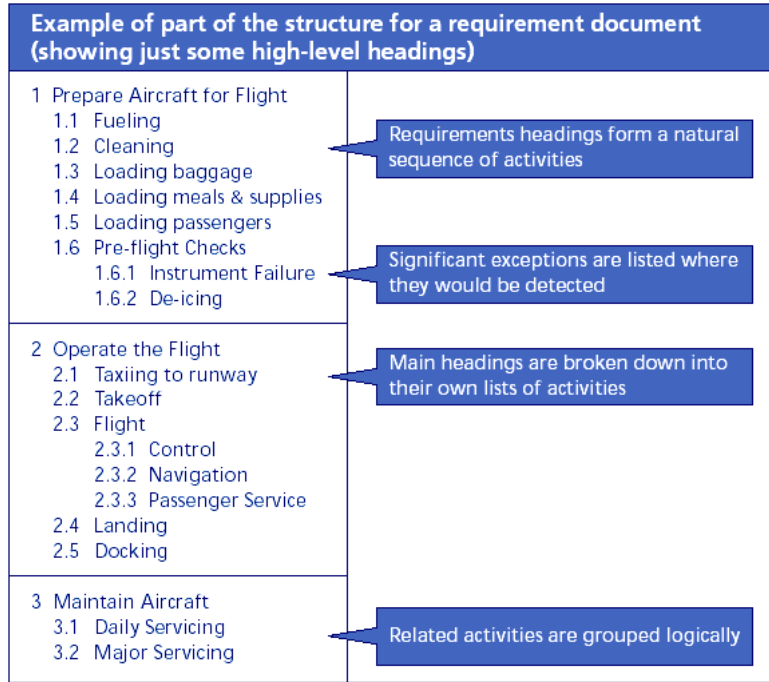 Example of part of the structure for a requirement document
(showing just some high-level headings)
1 Prepare Aircraft for Flight
1.1 Fueling
1.2 Cleaning
1.3 Loading baggage
1.4 Loading meals & supplies
1.5 Loading passengers
1.6 Pre-flight Checks
1.6.1 Instrument Failure
1.6.2 De-icing
Requirements headings form a natural
sequence of activities
Significant exceptions are listed where
they would be detected
2 Operate the Flight
2.1 Taxiing to runway
2.2 Takeoff
2.3 Flight
2.3.1 Control
2.3.2 Navigation
2.3.3 Passenger Service
2.4 Landing
2.5 Docking
Main headings are broken down into
their own lists of activities
3 Maintain Aircraft
3.1 Daily Servicing
3.2 Major Servicing
Related activities are grouped logically